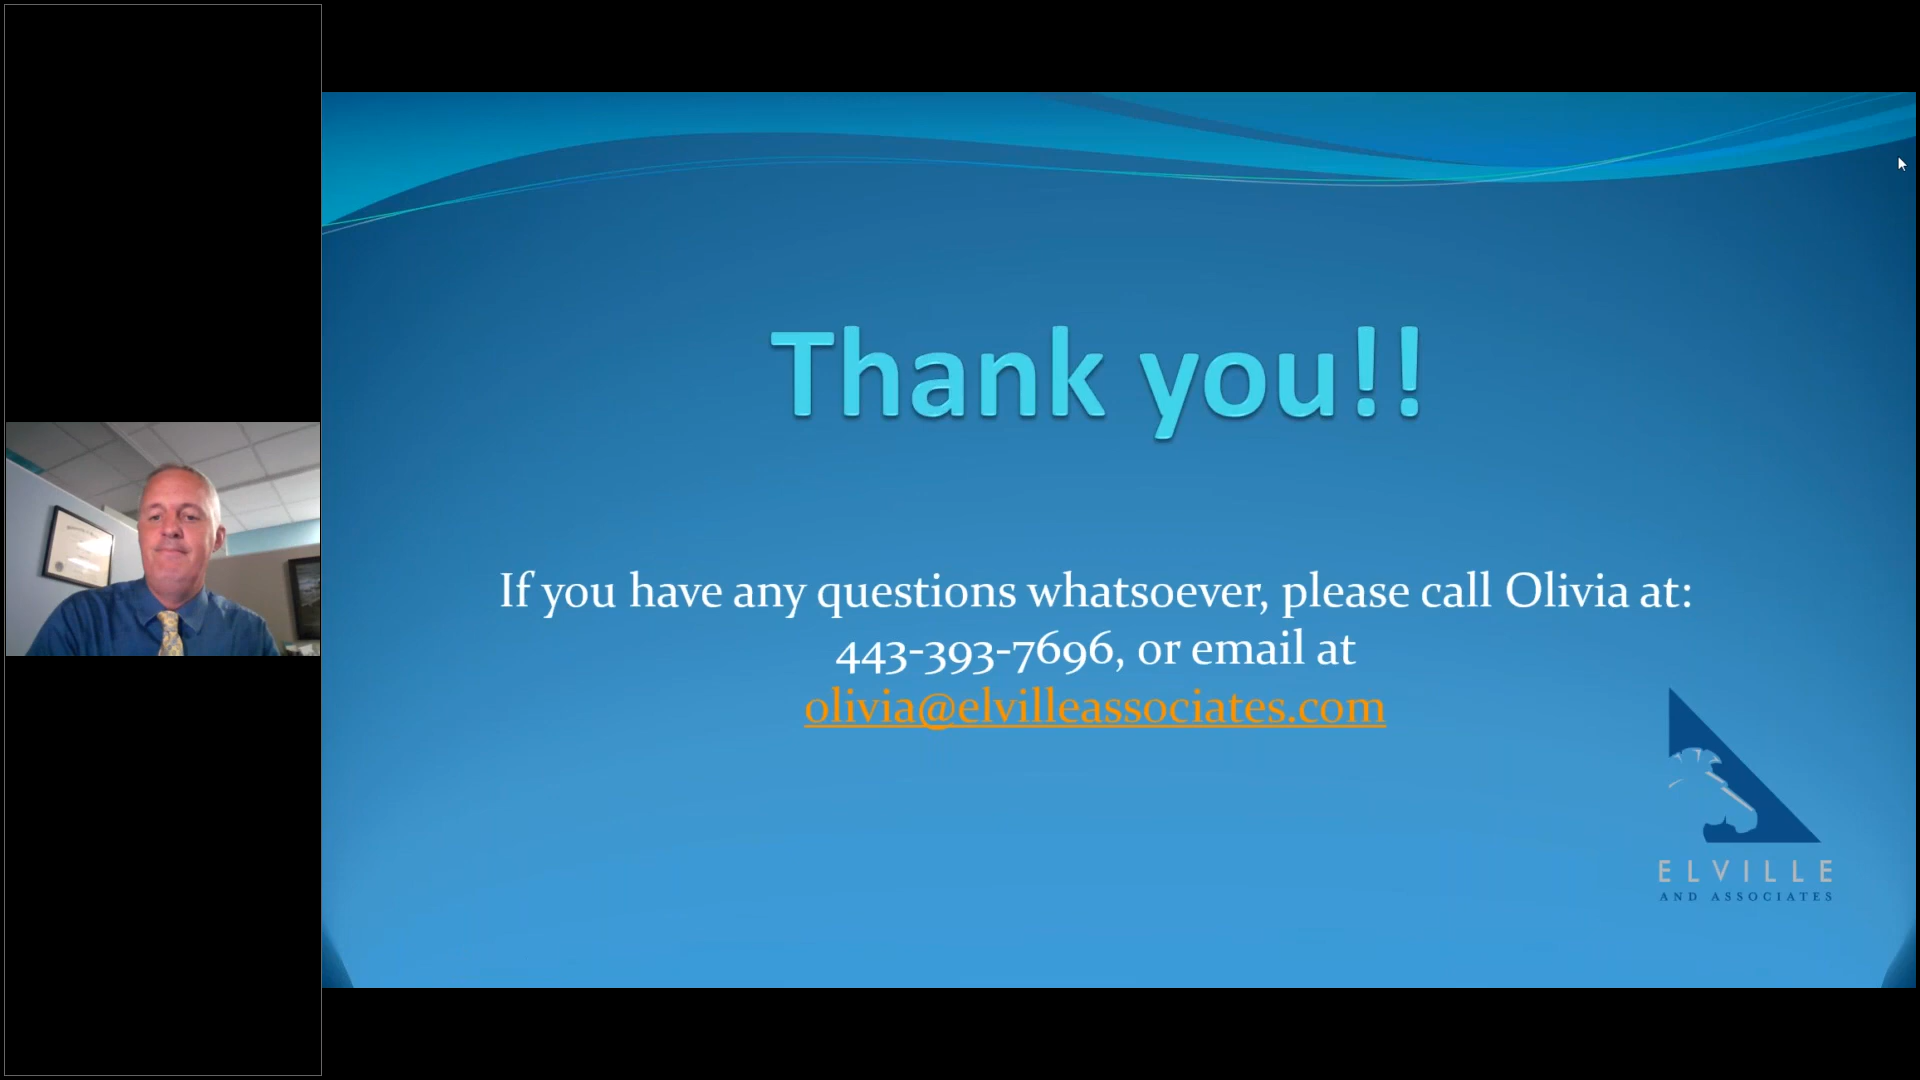 Thank you!!
If you have any questions whatsoever, please call Olivia at:
443-393-7696, or email at
olivia@elvilleassociates.com
ELVILLE
AND ASSOCIATES